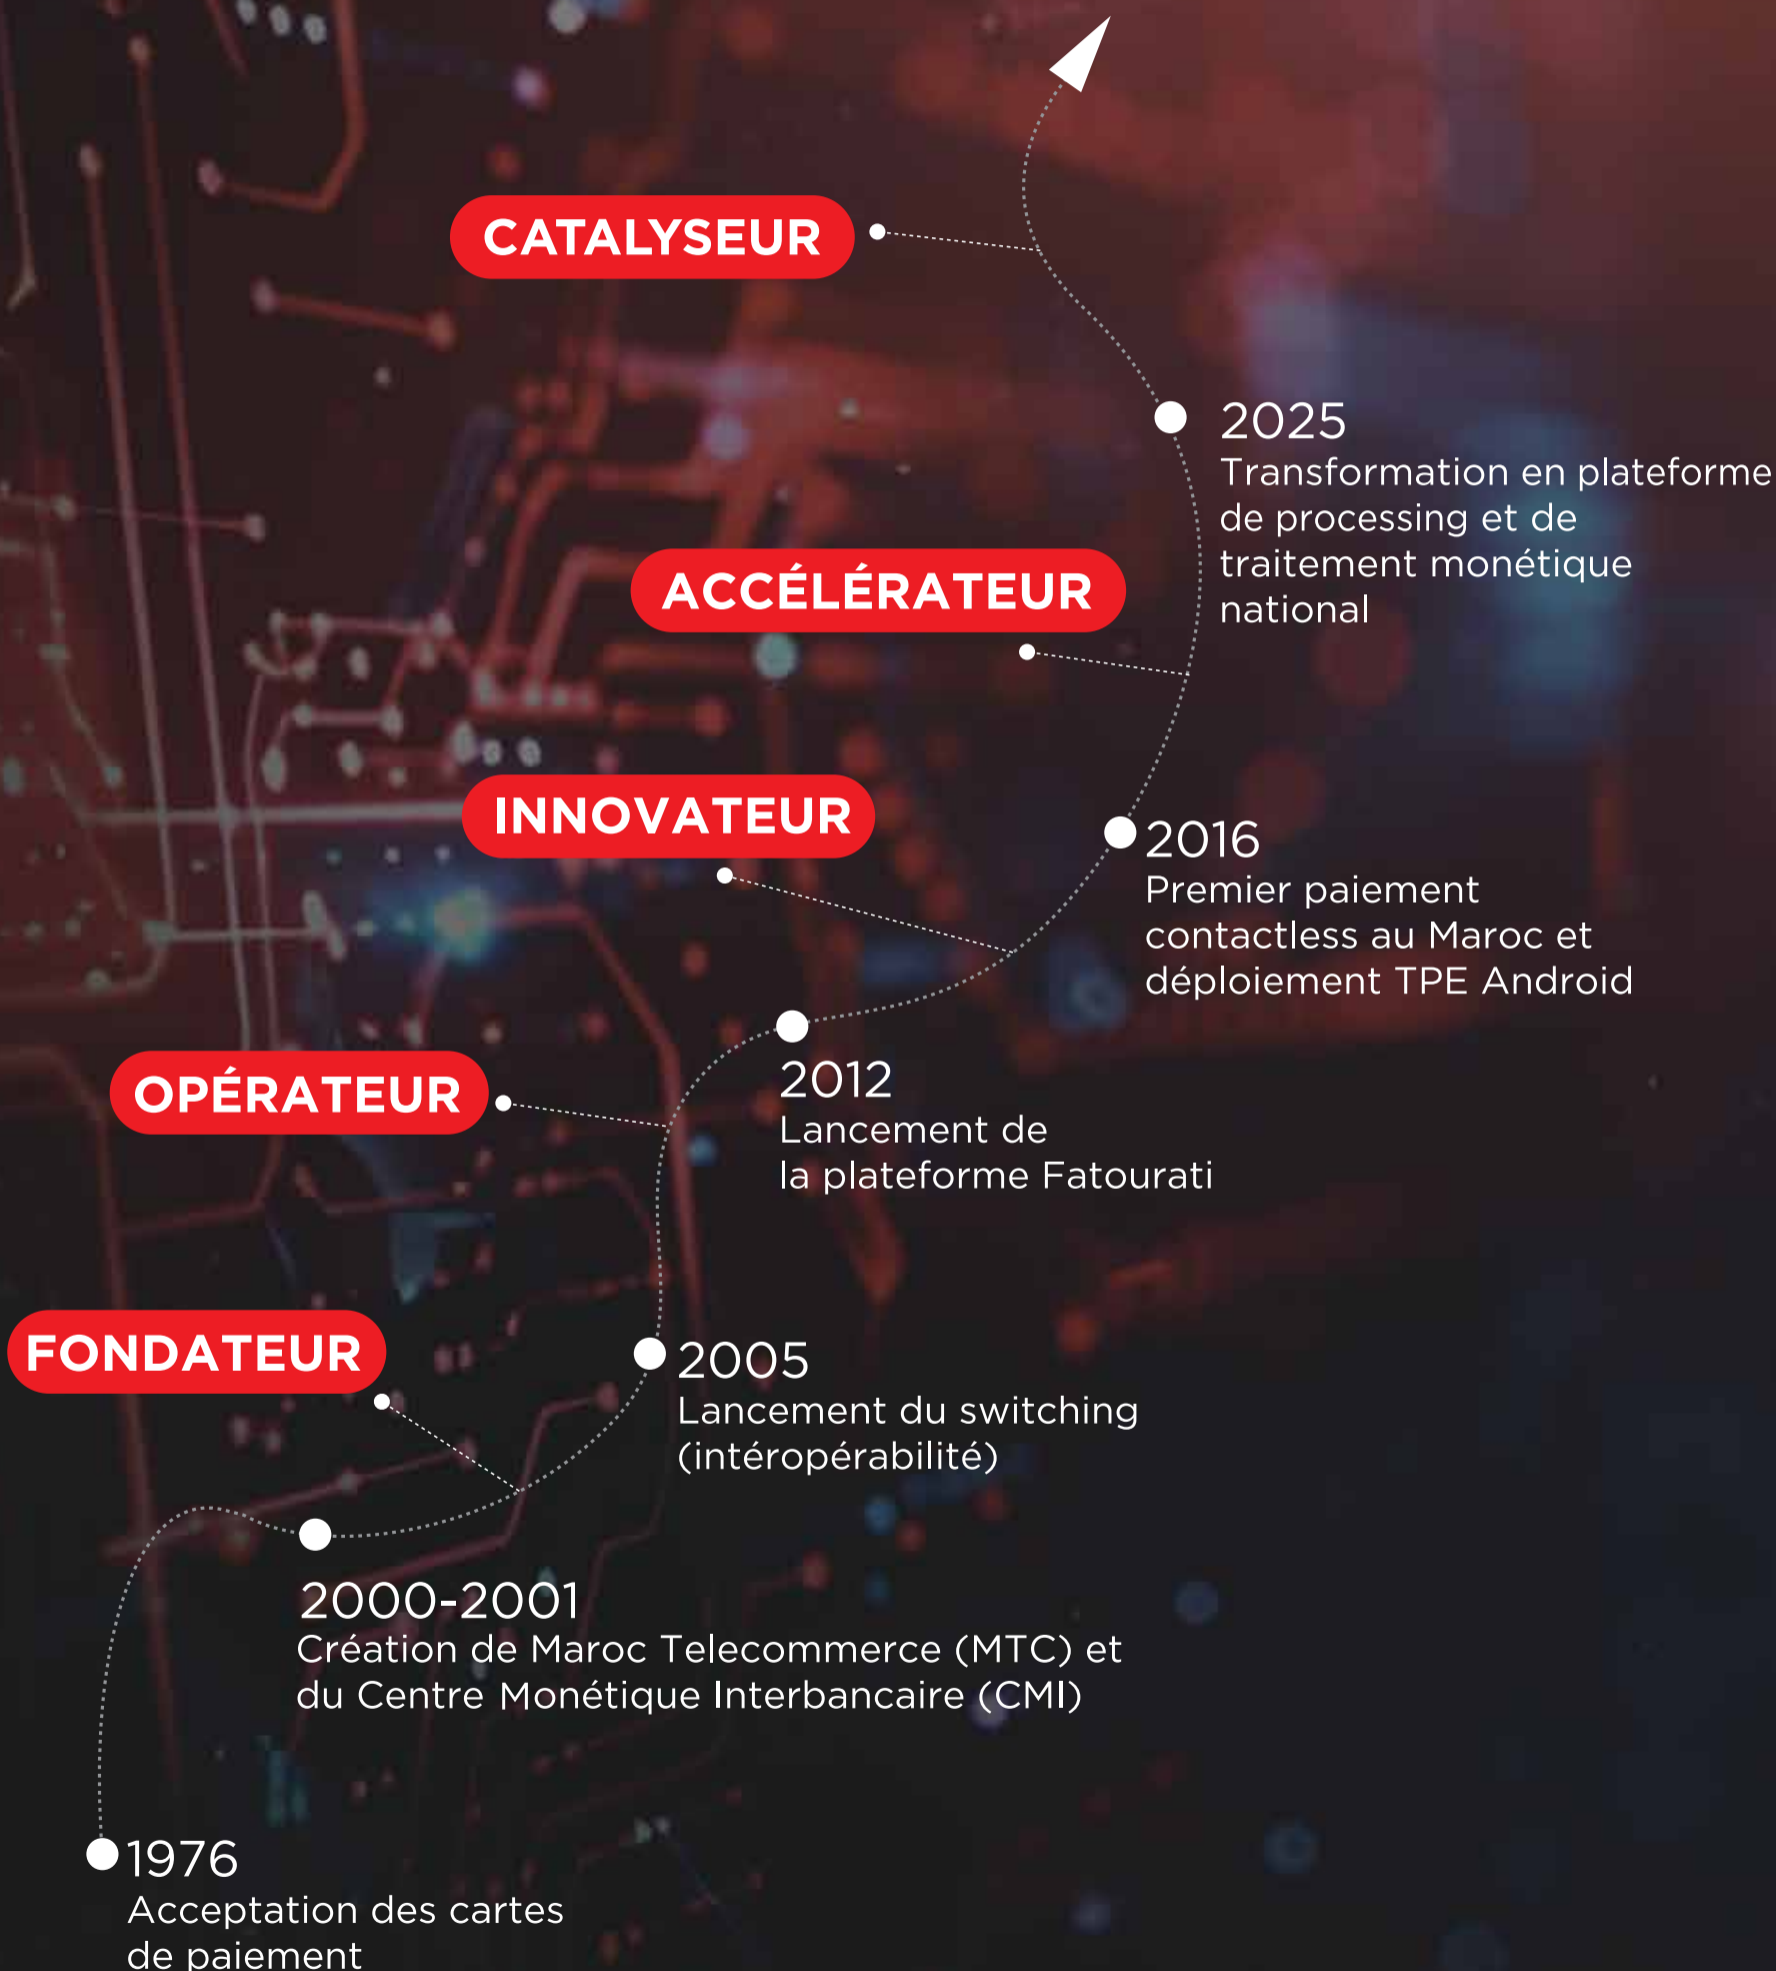 CATALYSEUR
2025
Transformation en plateforme
de processing et de
traitement monétique
national
ACCÉLÉRATEUR
INNOVATEUR
2016
Premier paiement
contactless au Maroc et
déploiement TPE Android
OPÉRATEUR
2012
Lancement de
la plateforme Fatourati
FONDATEUR
2005
Lancement du switching
(intéropérabilité)
2000-2001
Création de Maroc Telecommerce (MTC) et
du Centre Monétique Interbancaire (CMI)
1976
Acceptation des cartes
de paiement